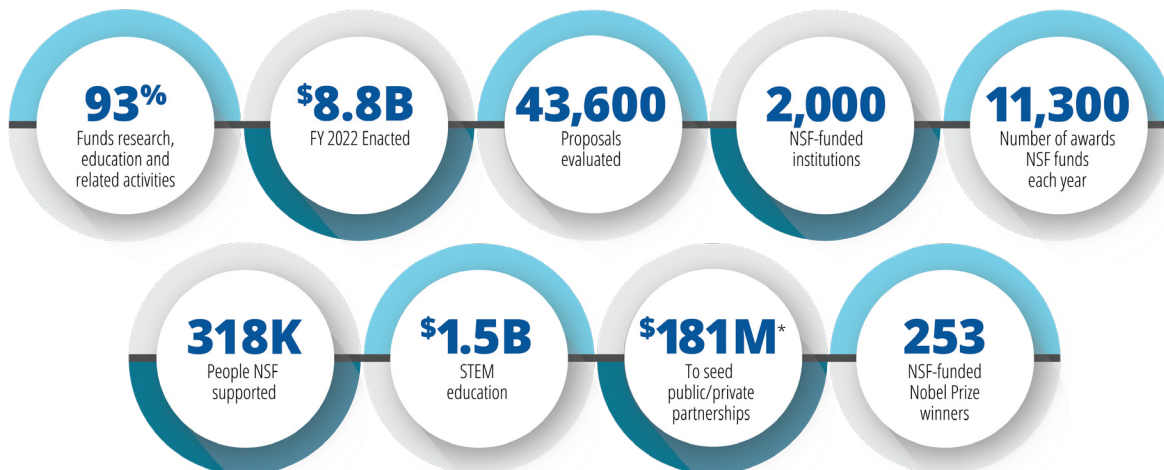 93%
Funds research,
education and
related activities
$8.8B
FY 2022 Enacted
43,600
Proposals
evaluated
2,000
NSF-funded
institutions
11,300
Number of awards
NSF funds
each year
318K
People NSF
supported
$1.5B
STEM
education
$181M*
To seed
public/private
partnerships
253
NSF-funded
Nobel Prize
winners